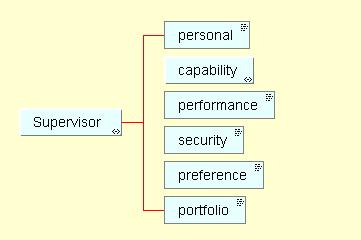 personal
capability
performance
Supervisor
security
preference
portfolio